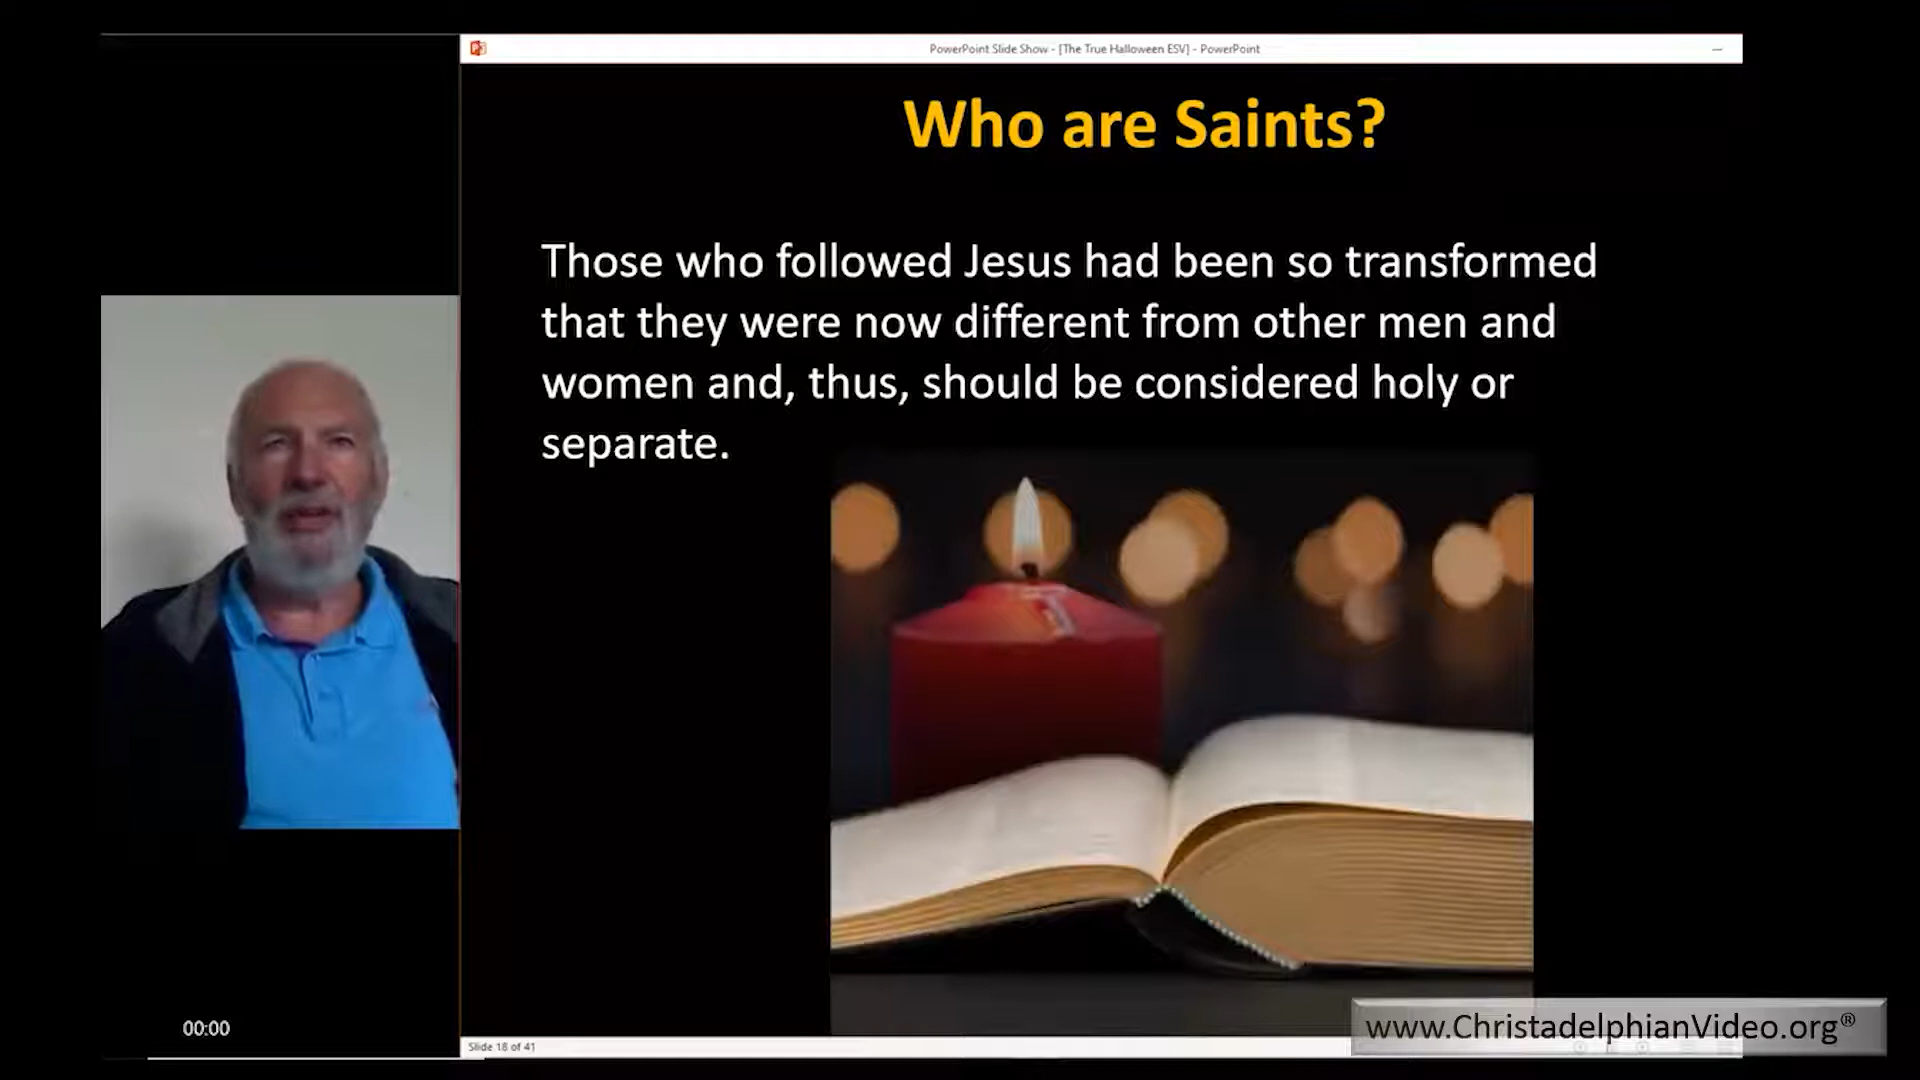 PowerPoint Slide Show - [The True Halloween ESV] - PowerPoint
Who are Saints?
Those who followed Jesus had been so transformed
that they were now different from other men and
women and, thus, should be considered holy or
separate.
00:00
Slide 18 of 41
www.ChristadelphianVideo.org®